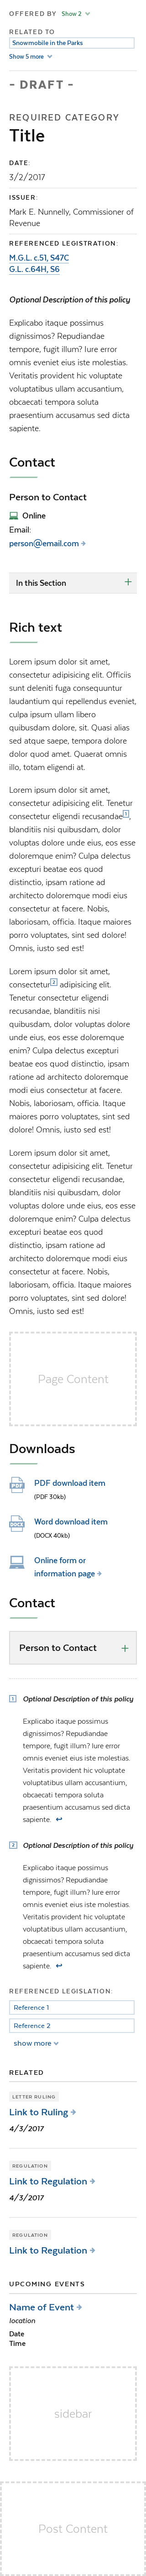 OFFERED BY Show 2
RELATED TO
Snowmobile in the Parks
Show 5 more
– DRAFT –
REQUIRED CATEGORY
Title
DATE:
3/2/2017
ISSUER:
Mark E. Nunnelly, Commissioner of
Revenue
REFERENCED LEGISTRATION:
M.G.L. c.51, S47C
G.L. c.64H, S6
Optional Description of this policy
Explicabo itaque possimus
dignissimos? Repudiandae
tempore, fugit illum? Iure error
omnis eveniet eius iste molestias.
Veritatis provident hic voluptate
voluptatibus ullam accusantium,
obcaecati tempora soluta
praesentium accusamus sed dicta
sapiente.
Contact
Person to Contact
Online
Email:
person@email.com
In this Section +
Rich text
Lorem ipsum dolor sit amet,
consectetur adipisicing elit. Officiis
sunt deleniti fuga consequuntur
laudantium quis repellendus eveniet,
culpa ipsum ullam libero
quibusdam dolore, sit. Quasi alias
sed atque saepe, tempora dolore
dolor quod amet. Quaerat omnis
illo, totam eligendi at.
Lorem ipsum dolor sit amet,
consectetur adipisicing elit. Tenetur
consectetur eligendi recusandae1,
blanditiis nisi quibusdam, dolor
voluptas dolore unde eius, eos esse
doloremque enim? Culpa delectus
excepturi beatae eos quod
distinctio, ipsam ratione ad
architecto doloremque modi eius
consectetur at facere. Nobis,
laboriosam, officia. Itaque maiores
porro voluptates, sint sed dolore!
Omnis, iusto sed est!
Lorem ipsum dolor sit amet,
consectetur2 adipisicing elit.
Tenetur consectetur eligendi
recusandae, blanditiis nisi
quibusdam, dolor voluptas dolore
unde eius, eos esse doloremque
enim? Culpa delectus excepturi
beatae eos quod distinctio, ipsam
ratione ad architecto doloremque
modi eius consectetur at facere.
Nobis, laboriosam, officia. Itaque
maiores porro voluptates, sint sed
dolore! Omnis, iusto sed est!
Lorem ipsum dolor sit amet,
consectetur adipisicing elit.
Tenetur consectetur eligendi
recusandae, blanditiis nisi
quibusdam, dolor voluptas dolore
unde eius, eos esse doloremque
enim? Culpa delectus excepturi
beatae eos quod distinctio, ipsam
ratione ad architecto doloremque
modi eius consectetur at facere.
Nobis, laboriosam, officia. Itaque
maiores porro voluptates, sint sed
dolore! Omnis, iusto sed est!
Page Content
Downloads
PDF PDF download item
(PDF 30kb)
DOCX Word download item
(DOCX 40kb)
Online form or
information page
Contact
Person to Contact +
1 Optional Description of this policy
Explicabo itaque possimus
dignissimos? Repudiandae
tempore, fugit illum? Iure error
omnis eveniet eius iste molestias.
Veritatis provident hic voluptate
voluptatibus ullam accusantium,
obcaecati tempora soluta
praesentium accusamus sed dicta
sapiente. ↩
2 Optional Description of this policy
Explicabo itaque possimus
dignissimos? Repudiandae
tempore, fugit illum? Iure error
omnis eveniet eius iste molestias.
Veritatis provident hic voluptate
voluptatibus ullam accusantium,
obcaecati tempora soluta
praesentium accusamus sed dicta
sapiente. ↩
REFERENCED LEGISLATION
Reference 1
Reference 2
show more
RELATED
LETTER RULING
Link to Ruling
4/3/2017
REGULATION
Link to Regulation
4/3/2017
REGULATION
Link to Regulation
UPCOMING EVENTS
Name of Event
location
Date
Time
sidebar
Post Content